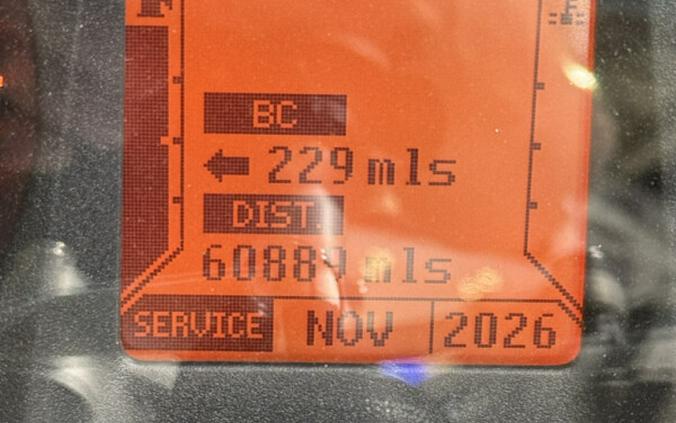 BC
229 mls
DIST.
60889 mls
SERVICE NOV 2026